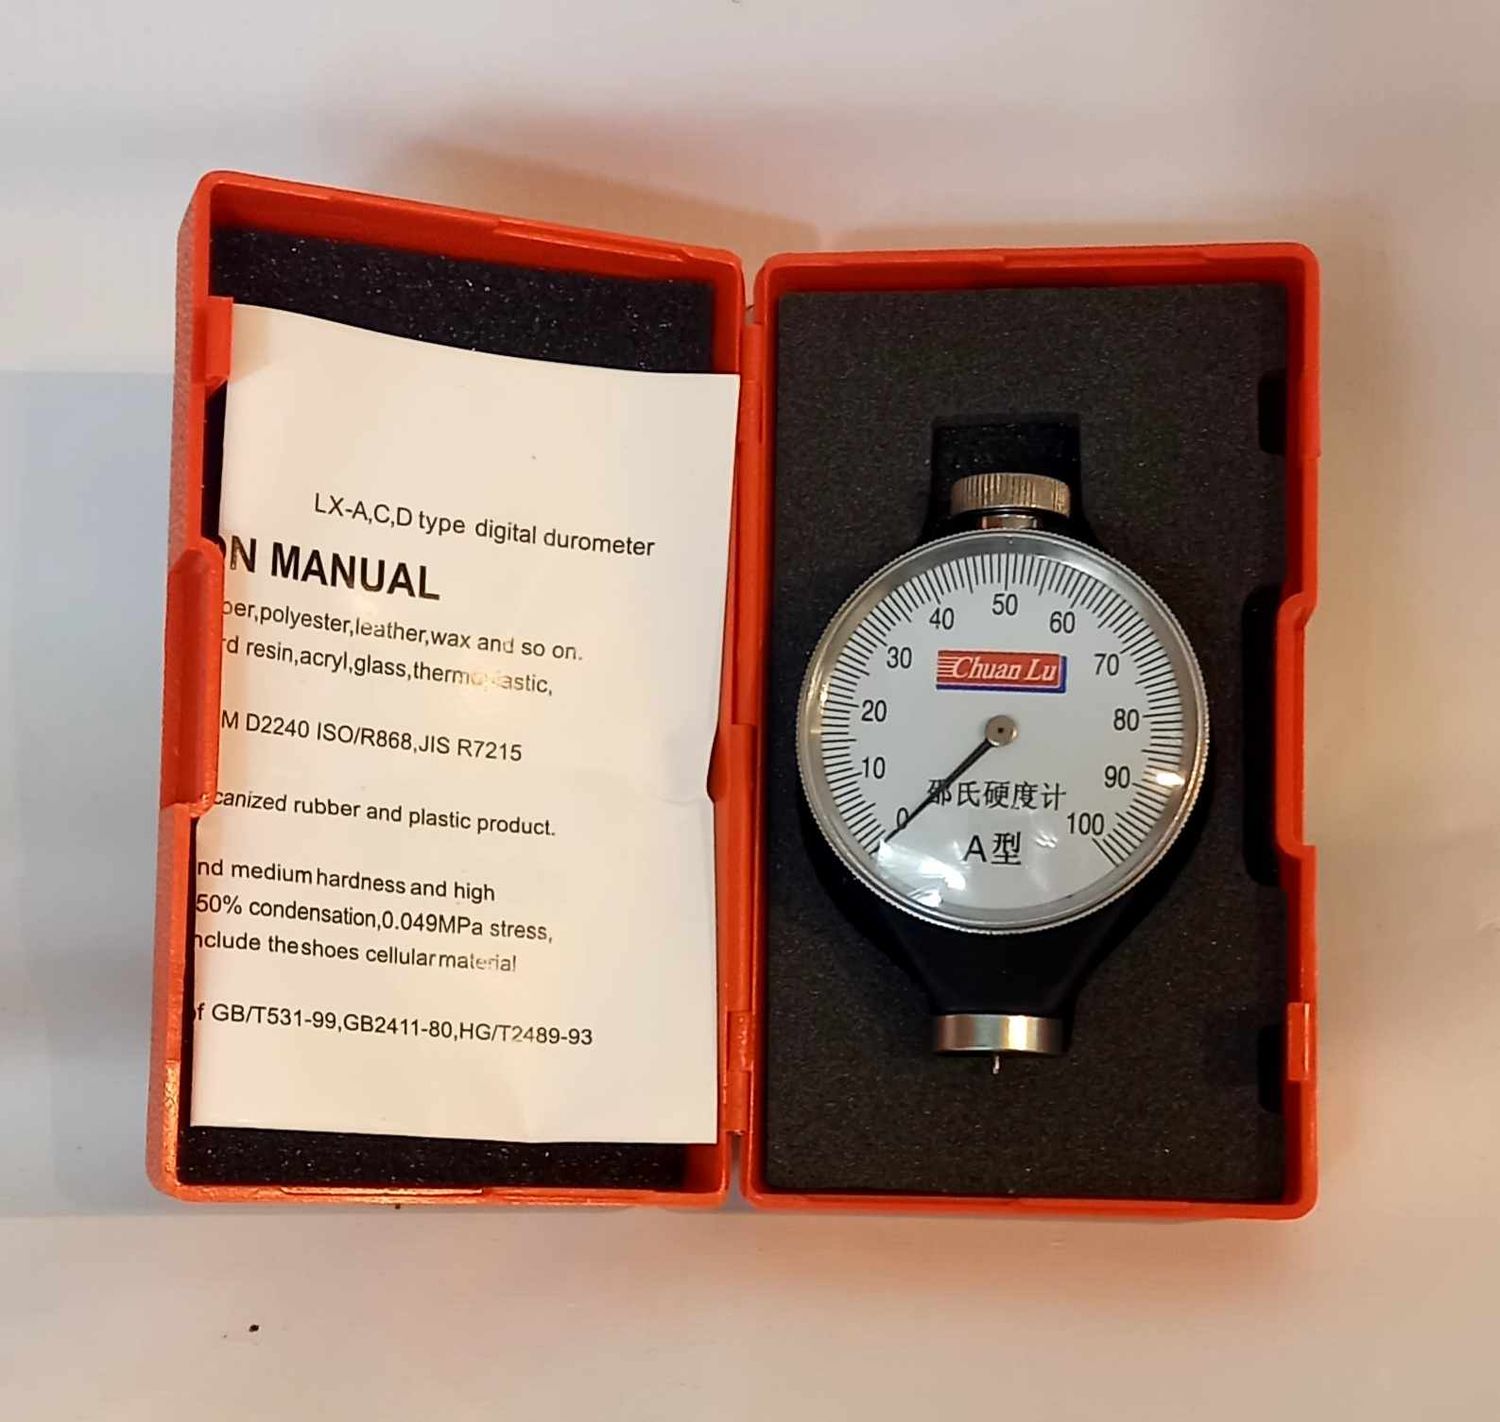 LX-A,C,D type digital durometer
ON MANUAL
ber,polyester,leather,wax and so on.
rd resin,acryl,glass,thermoplastic,
M D2240 ISO/R868,JIS R7215
canized rubber and plastic product.
nd medium hardness and high
50% condensation,0.049MPa stress,
nclude the shoes cellular material
f GB/T531-99,GB2411-80,HG/T2489-93
0 10 20 30 40 50 60 70 80 90 100
Chuan Lu
邵氏硬度计
A型